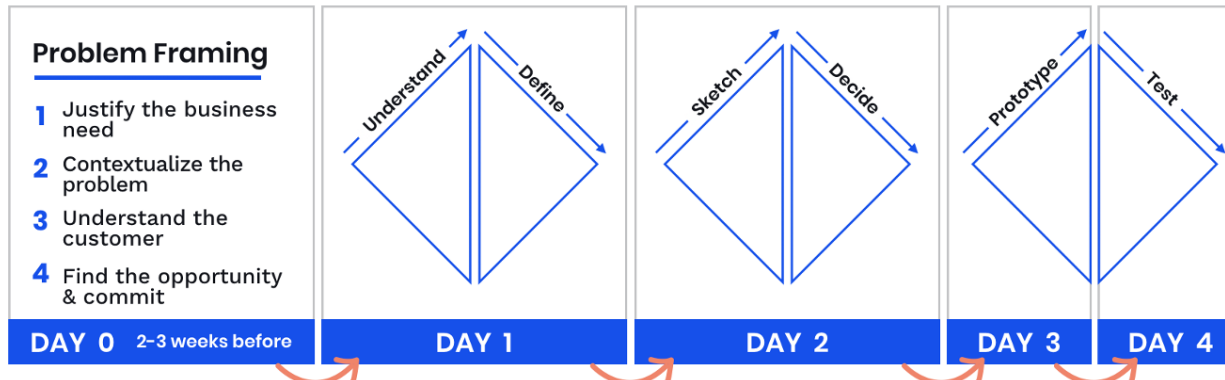 Problem Framing
1 Justify the business
need
2 Contextualize the
problem
3 Understand the
customer
4 Find the opportunity
& commit
DAY 0 2-3 weeks before
Understand
Define
DAY 1
Sketch
Decide
DAY 2
Prototype
DAY 3
Test
DAY 4